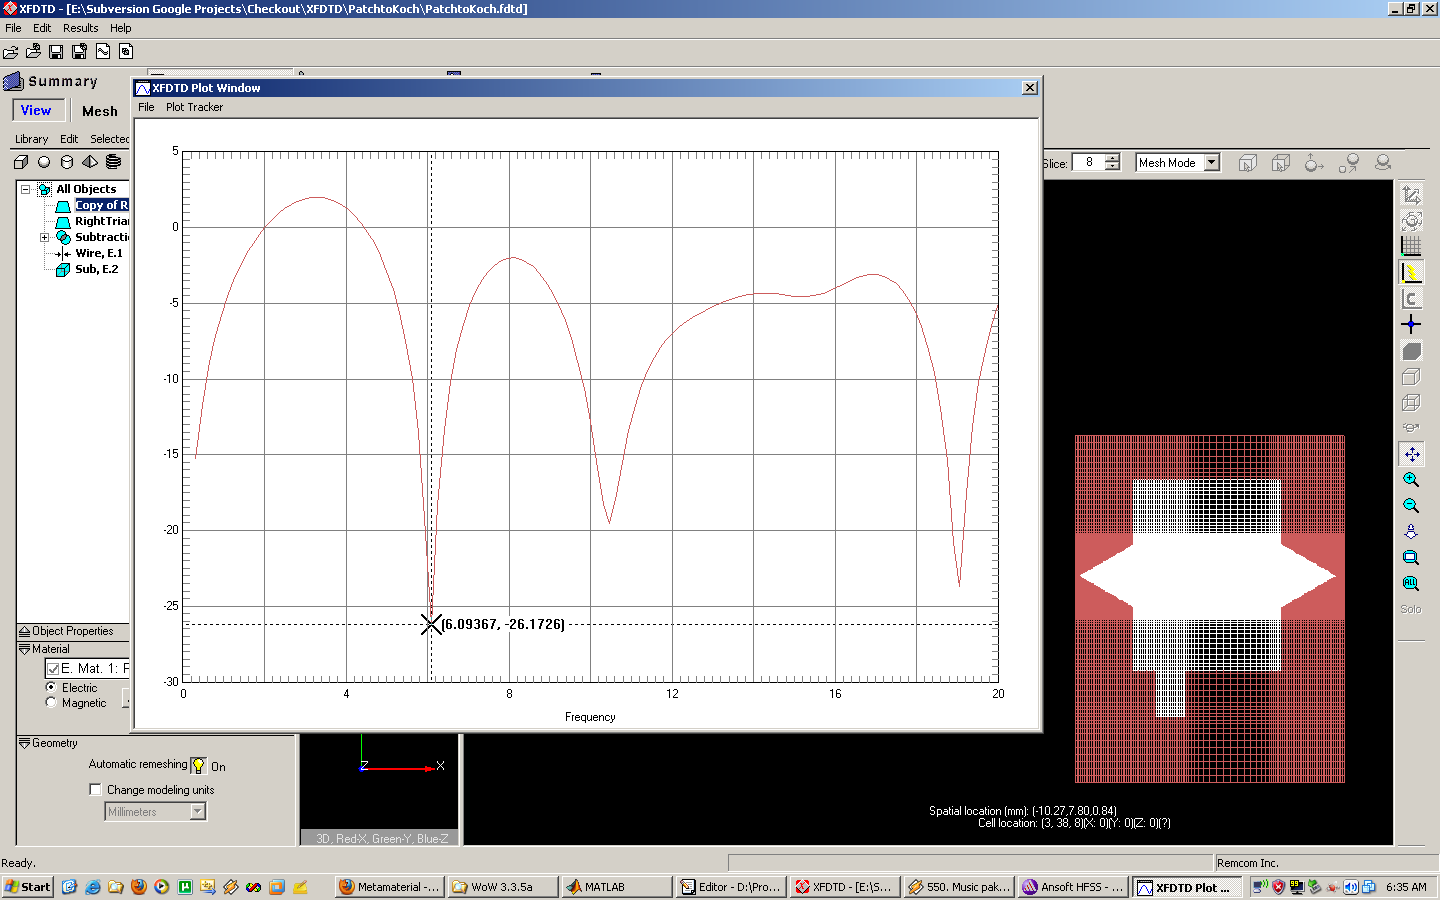 XFDTD - [E:\Subversion Google Projects\Checkout\XFDTD\PatchtoKoch\PatchtoKoch.fdtd]
File Edit Results Help
Summary
View Mesh
Library Edit Selected
All Objects
Copy of R
RightTrian
Subtractio
Wire, E.1
Sub, E.2
Object Properties
Material
E. Mat. 1: F
Electric
Magnetic
Geometry
Automatic remeshing On
Change modeling units
Millimeters
XFDTD Plot Window
File Plot Tracker
5
0
-5
-10
-15
-20
-25
-30
(6.09367, -26.1726)
0 4 8 12 16 20
Frequency
Z X
3D, Red-X, Green-Y, Blue-Z
Slice: 8 Mesh Mode
C
ALL
Solo
Spatial location (mm): (-10.27,7.80,0.84)
Cell location: (3, 38, 8)(X: 0)(Y: 0)(Z: 0)(?)
Ready.
Remcom Inc.
Start Metamaterial -... WoW 3.3.5a MATLAB Editor - D:\Pro... XFDTD - [E:\S... 550. Music pak... Ansoft HFSS - ... XFDTD Plot ... 6:35 AM